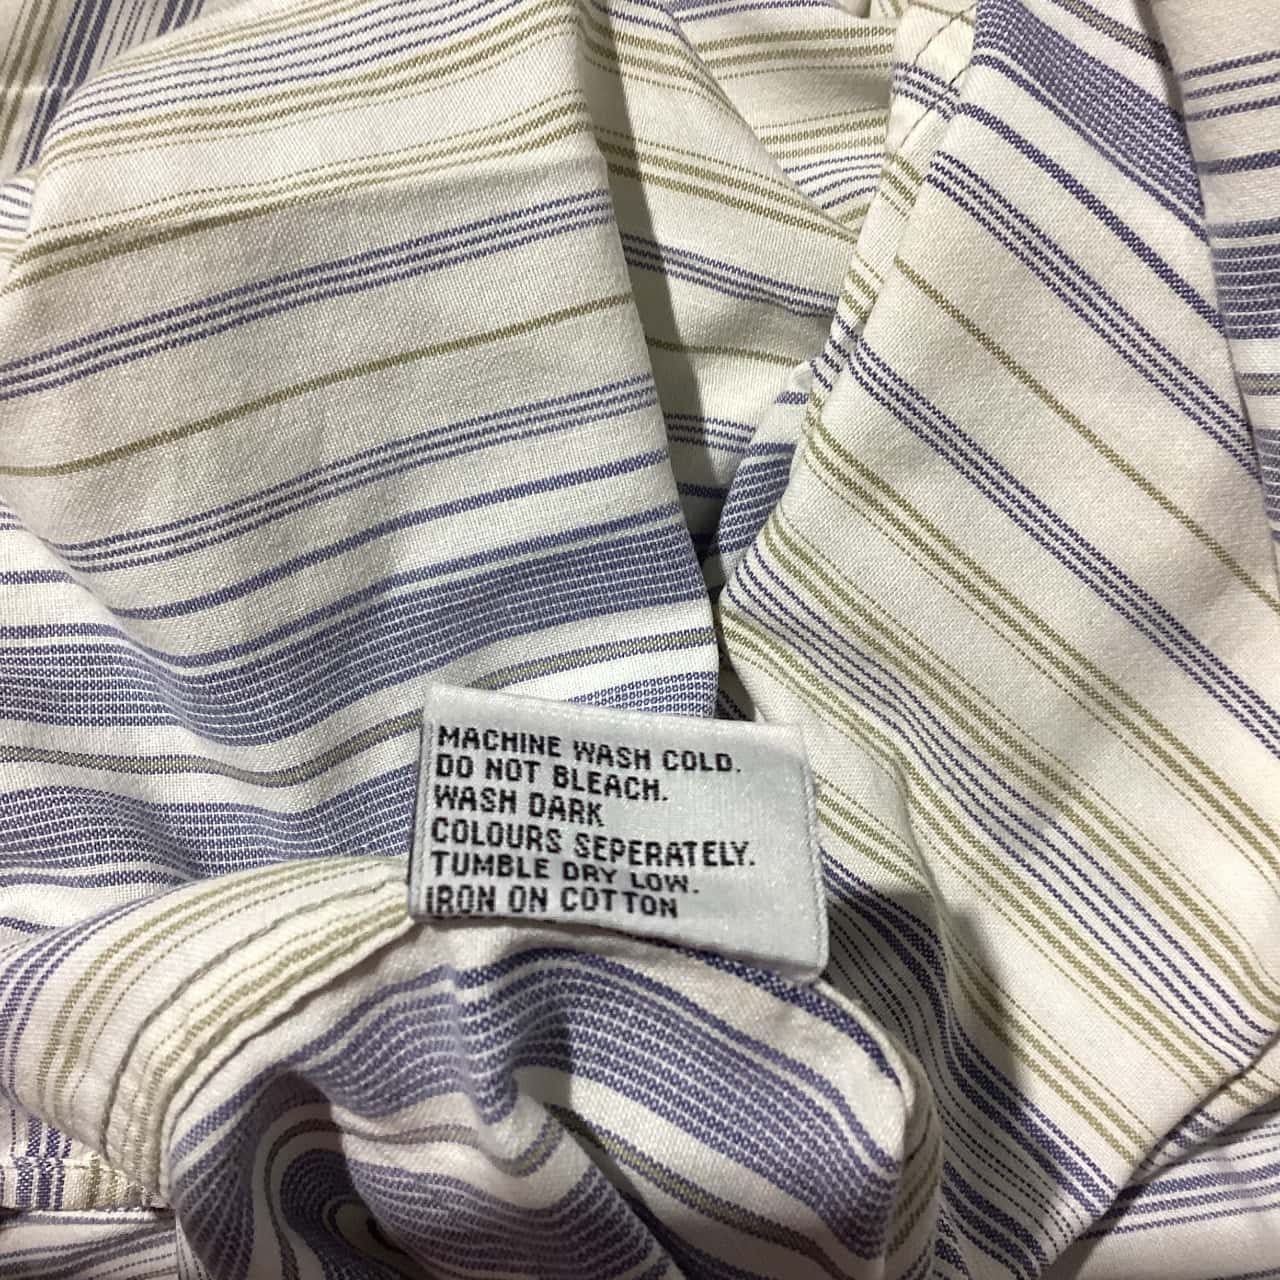 MACHINE WASH COLD.
DO NOT BLEACH.
WASH DARK
COLOURS SEPERATELY.
TUMBLE DRY LOW.
IRON ON COTTON